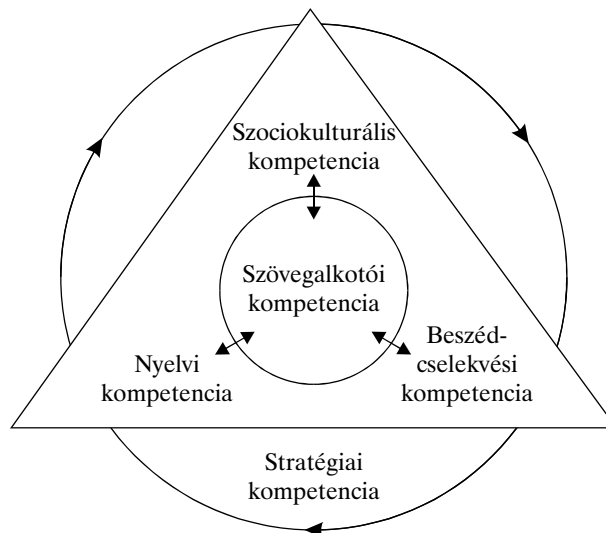 Szociokulturális
kompetencia
Szövegalkotói
kompetencia
Nyelvi
kompetencia
Beszéd-
cselekvési
kompetencia
Stratégiai
kompetencia